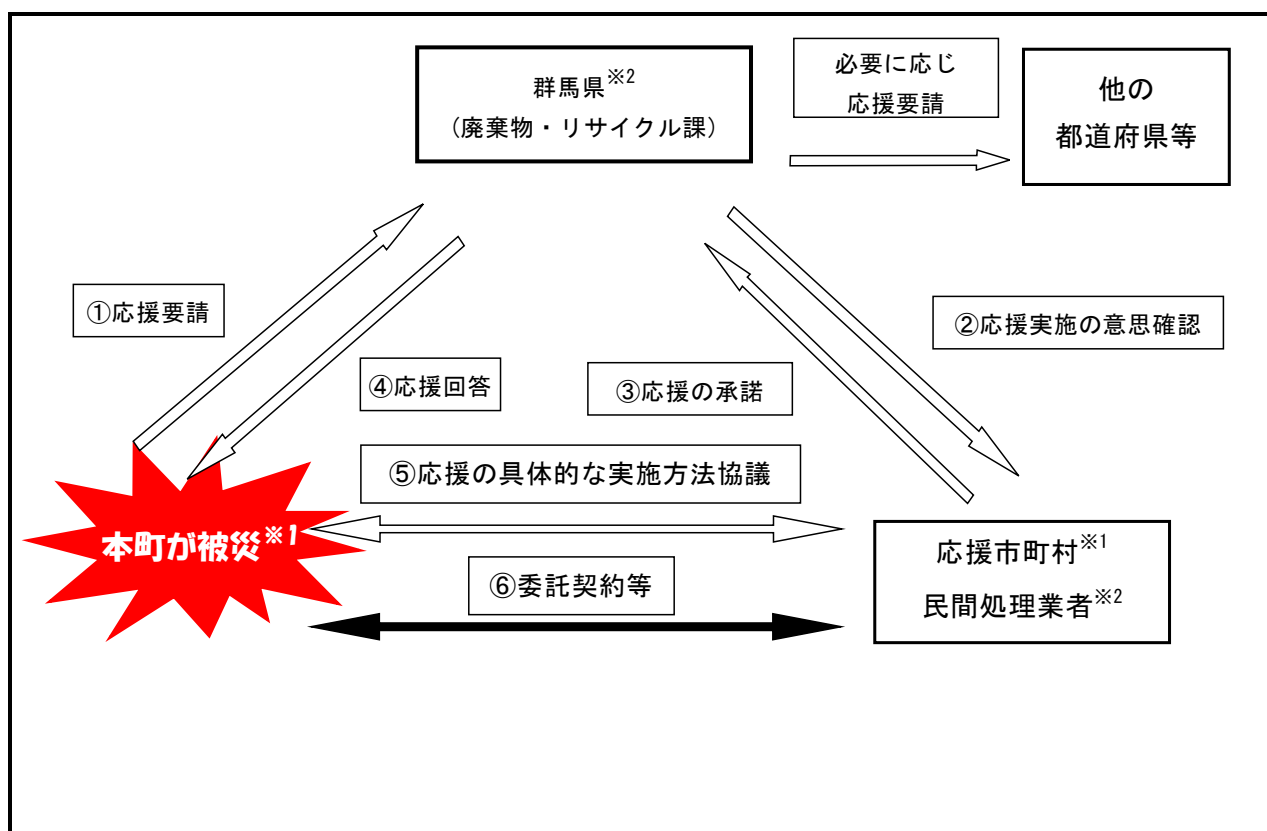 群馬県※2
(廃棄物・リサイクル課)
必要に応じ
応援要請
他の
都道府県等
①応援要請
②応援実施の意思確認
④応援回答
③応援の承諾
⑤応援の具体的な実施方法協議
本町が被災※1
⑥委託契約等
応援市町村※1
民間処理業者※2